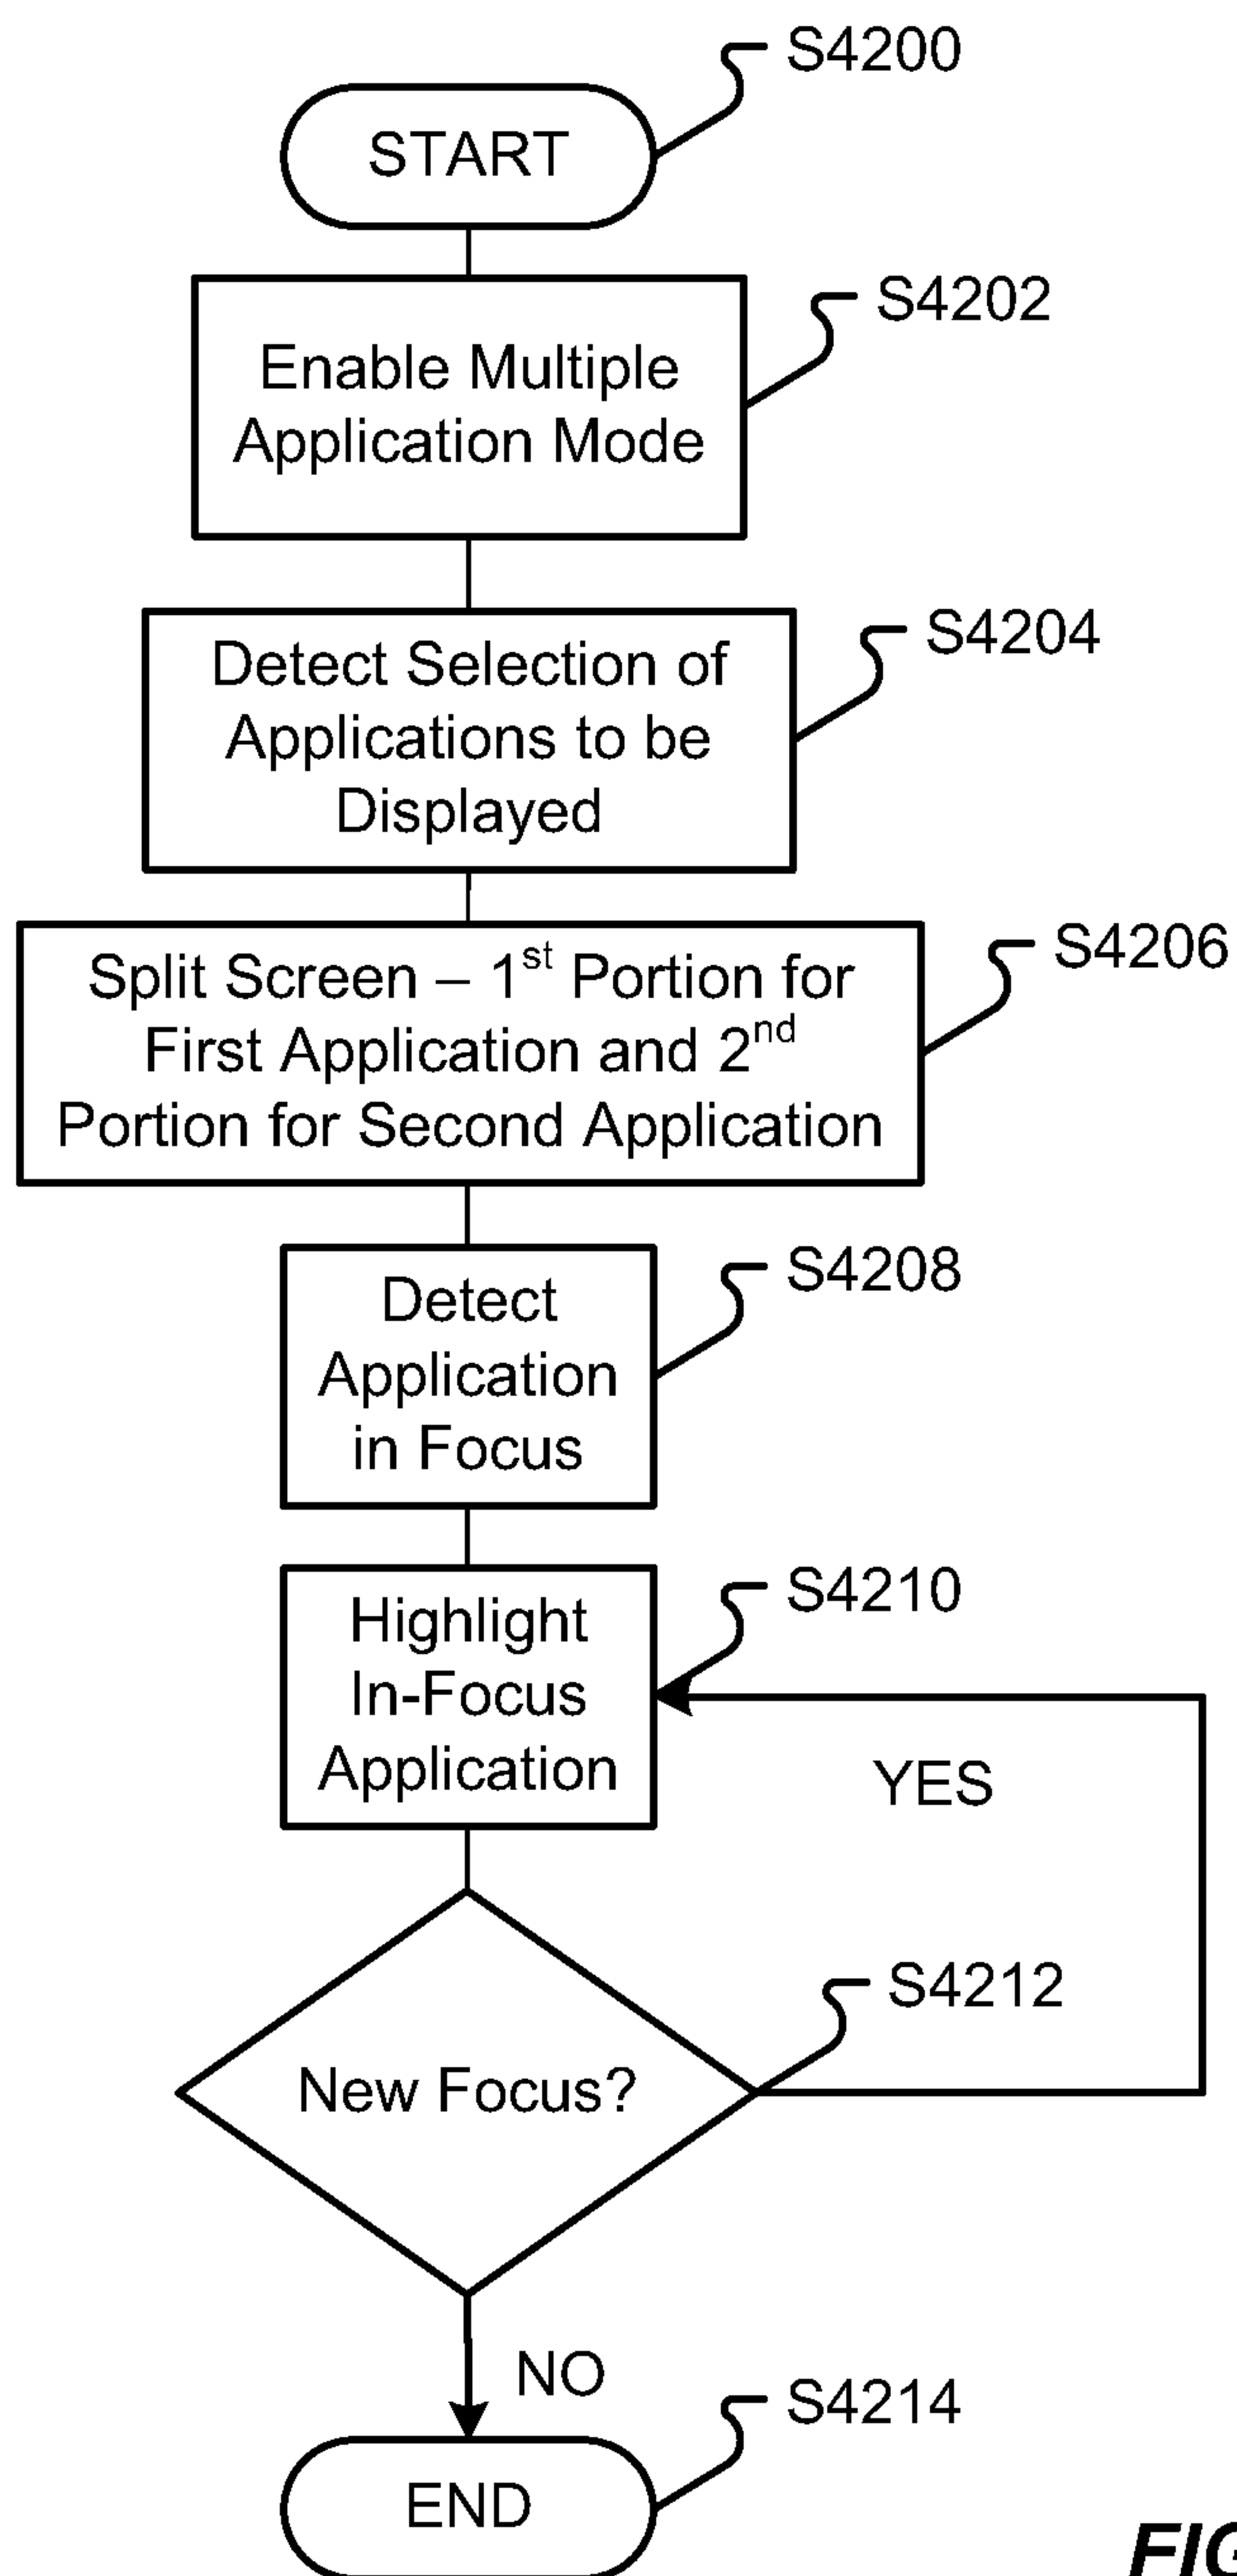 S4200
START
S4202
Enable Multiple
Application Mode
S4204
Detect Selection of
Applications to be
Displayed
S4206
Split Screen – 1st Portion for
First Application and 2nd
Portion for Second Application
S4208
Detect
Application
in Focus
S4210
Highlight
In-Focus
Application
YES
S4212
New Focus?
NO
S4214
END
FIG